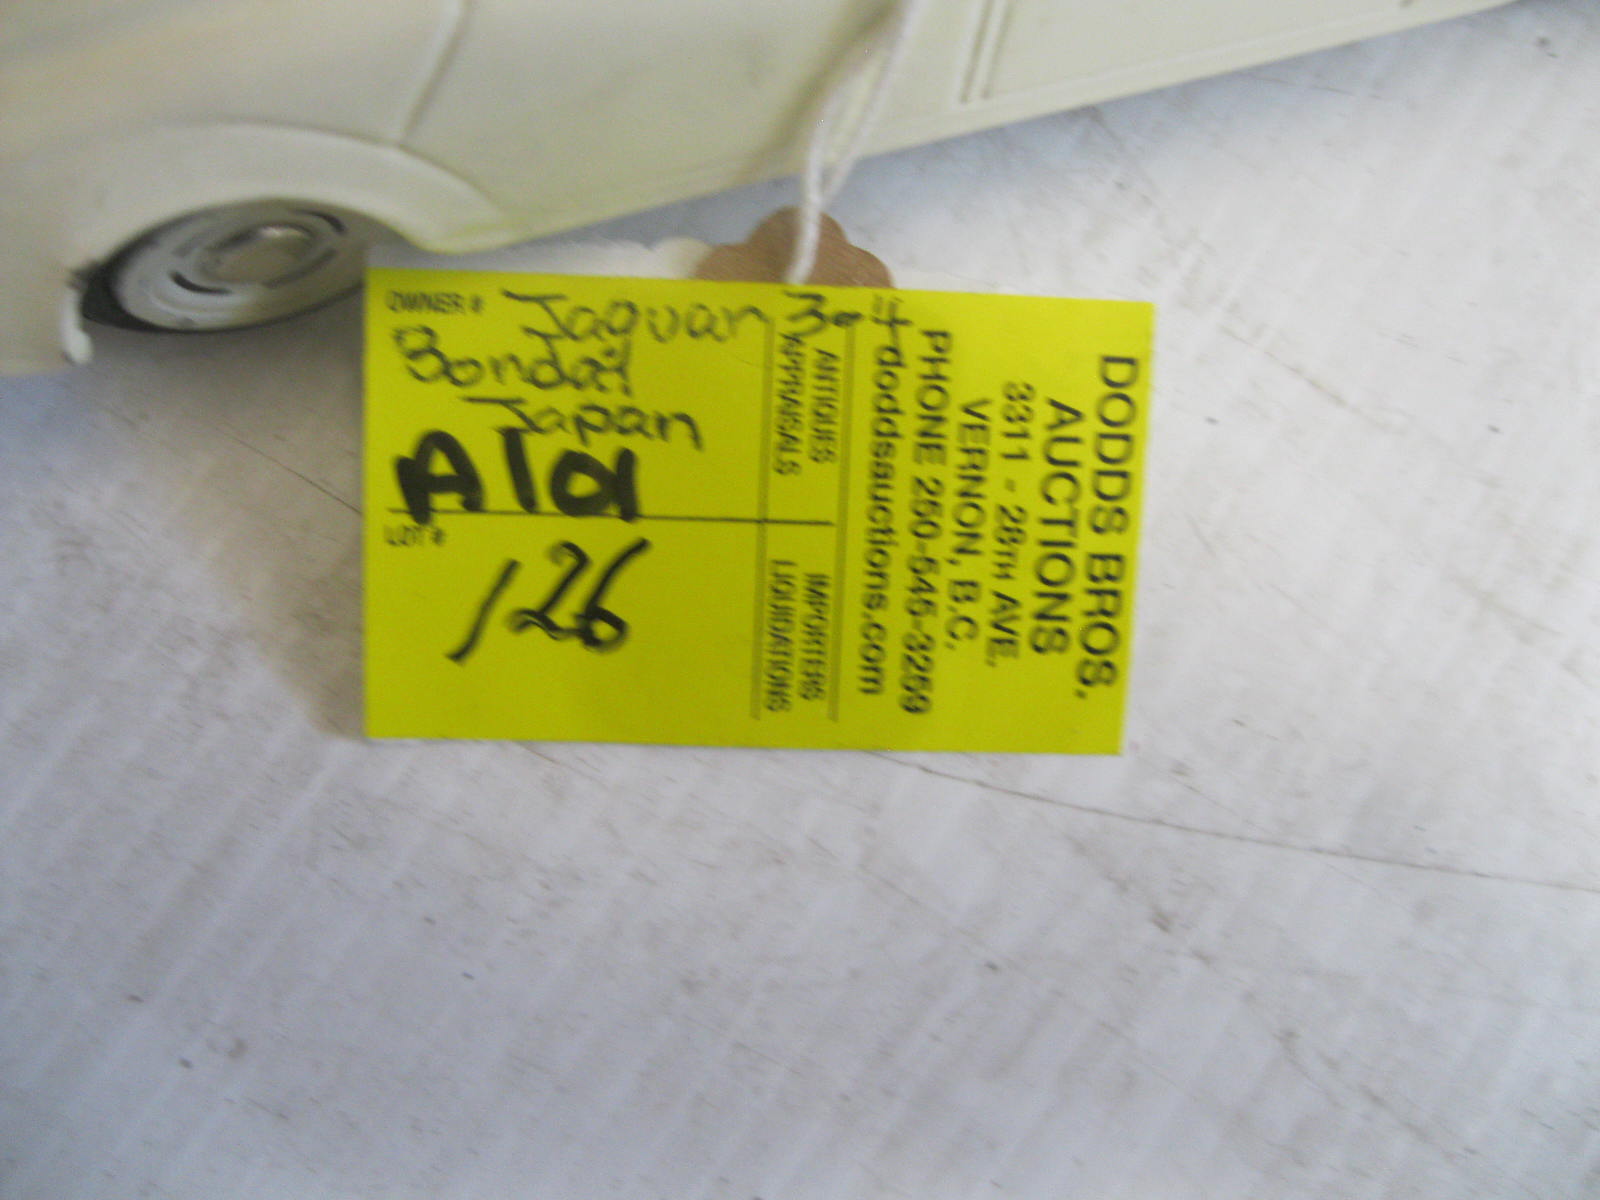 OWNER # Jaguar 3.4
Bandai
Japan
A101
LOT #
126
DODDS BROS.
AUCTIONS
3311 - 28TH AVE.
VERNON, B.C.
PHONE 250-545-3259
doddsauctions.com
ANTIQUES IMPORTERS
APPRAISALS LIQUIDATIONS